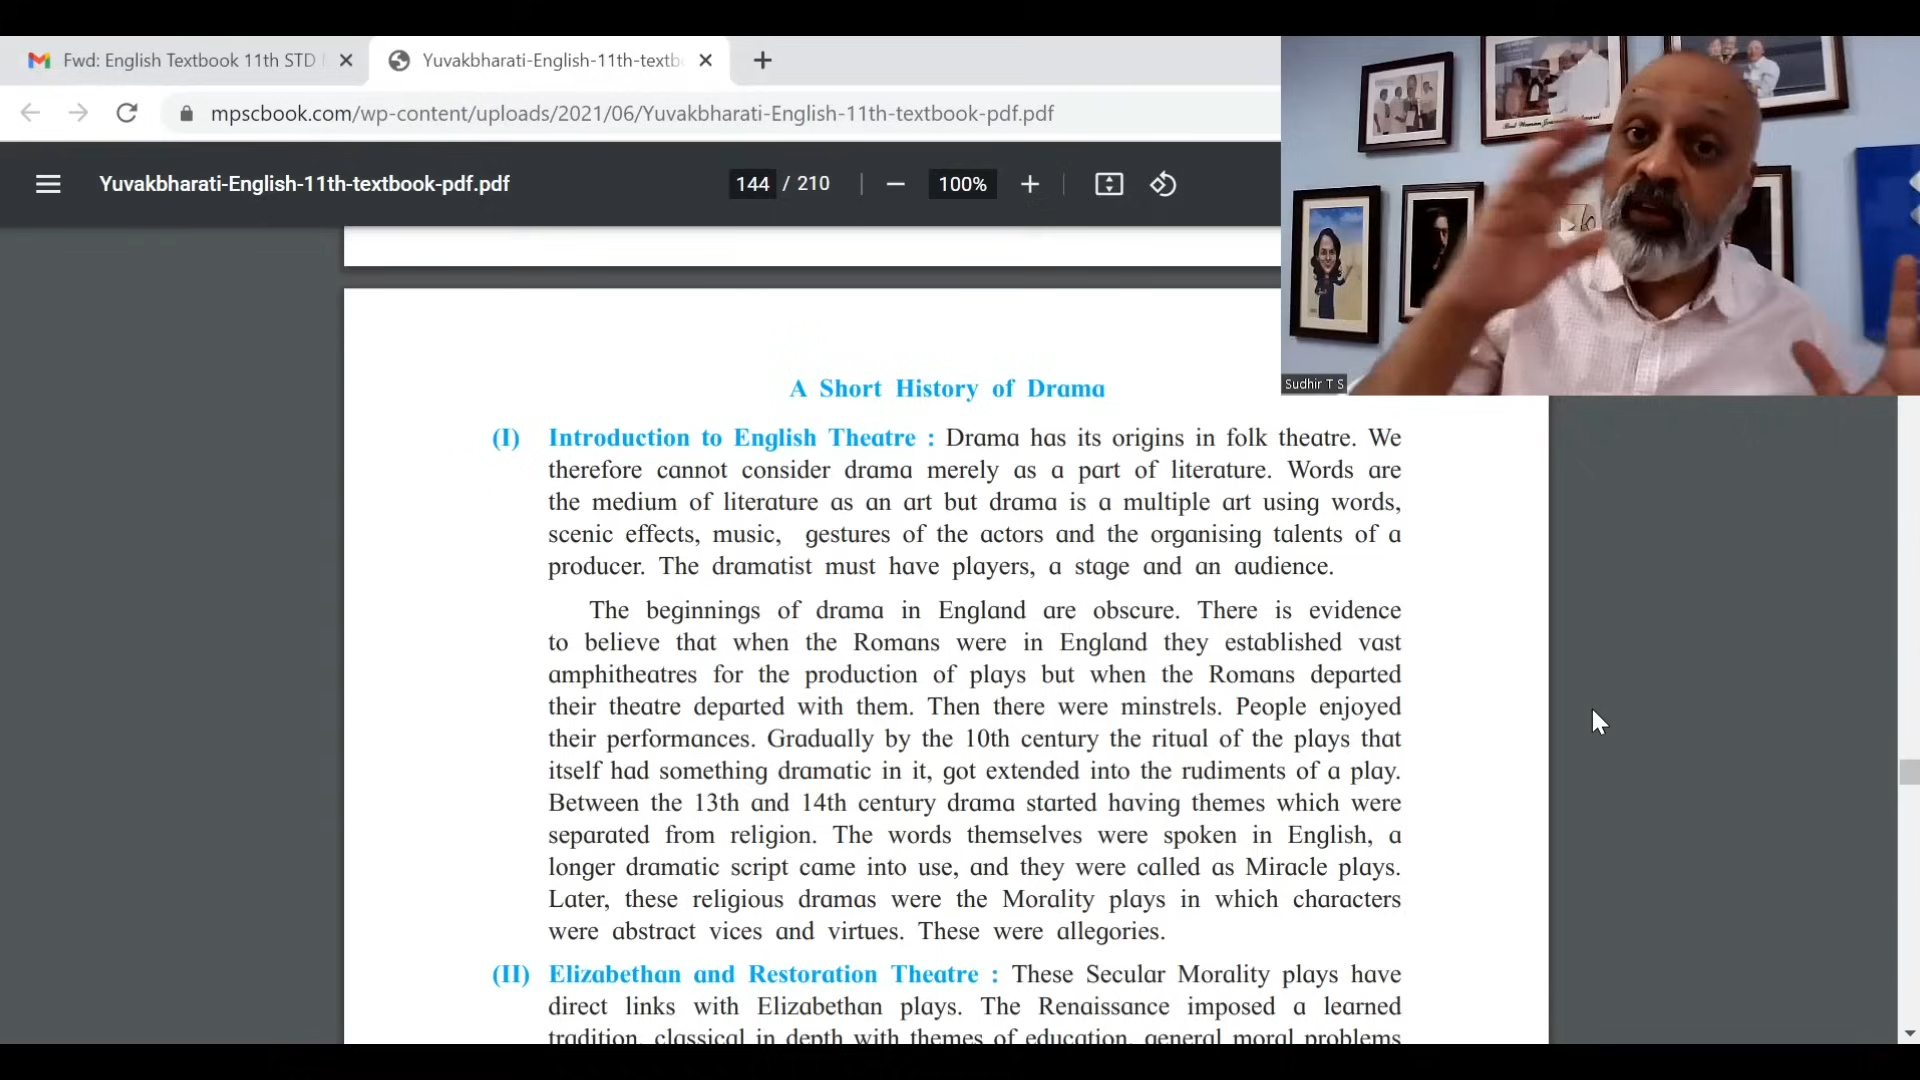 Fwd: English Textbook 11th STD
Yuvakbharati-English-11th-textb
mpscbook.com/wp-content/uploads/2021/06/Yuvakbharati-English-11th-textbook-pdf.pdf
Yuvakbharati-English-11th-textbook-pdf.pdf
144 / 210
100%
Sudhir T S
A Short History of Drama
(I) Introduction to English Theatre : Drama has its origins in folk theatre. We
therefore cannot consider drama merely as a part of literature. Words are
the medium of literature as an art but drama is a multiple art using words,
scenic effects, music, gestures of the actors and the organising talents of a
producer. The dramatist must have players, a stage and an audience.
The beginnings of drama in England are obscure. There is evidence
to believe that when the Romans were in England they established vast
amphitheatres for the production of plays but when the Romans departed
their theatre departed with them. Then there were minstrels. People enjoyed
their performances. Gradually by the 10th century the ritual of the plays that
itself had something dramatic in it, got extended into the rudiments of a play.
Between the 13th and 14th century drama started having themes which were
separated from religion. The words themselves were spoken in English, a
longer dramatic script came into use, and they were called as Miracle plays.
Later, these religious dramas were the Morality plays in which characters
were abstract vices and virtues. These were allegories.
(II) Elizabethan and Restoration Theatre : These Secular Morality plays have
direct links with Elizabethan plays. The Renaissance imposed a learned
tradition, classical in depth with themes of education, general moral problems